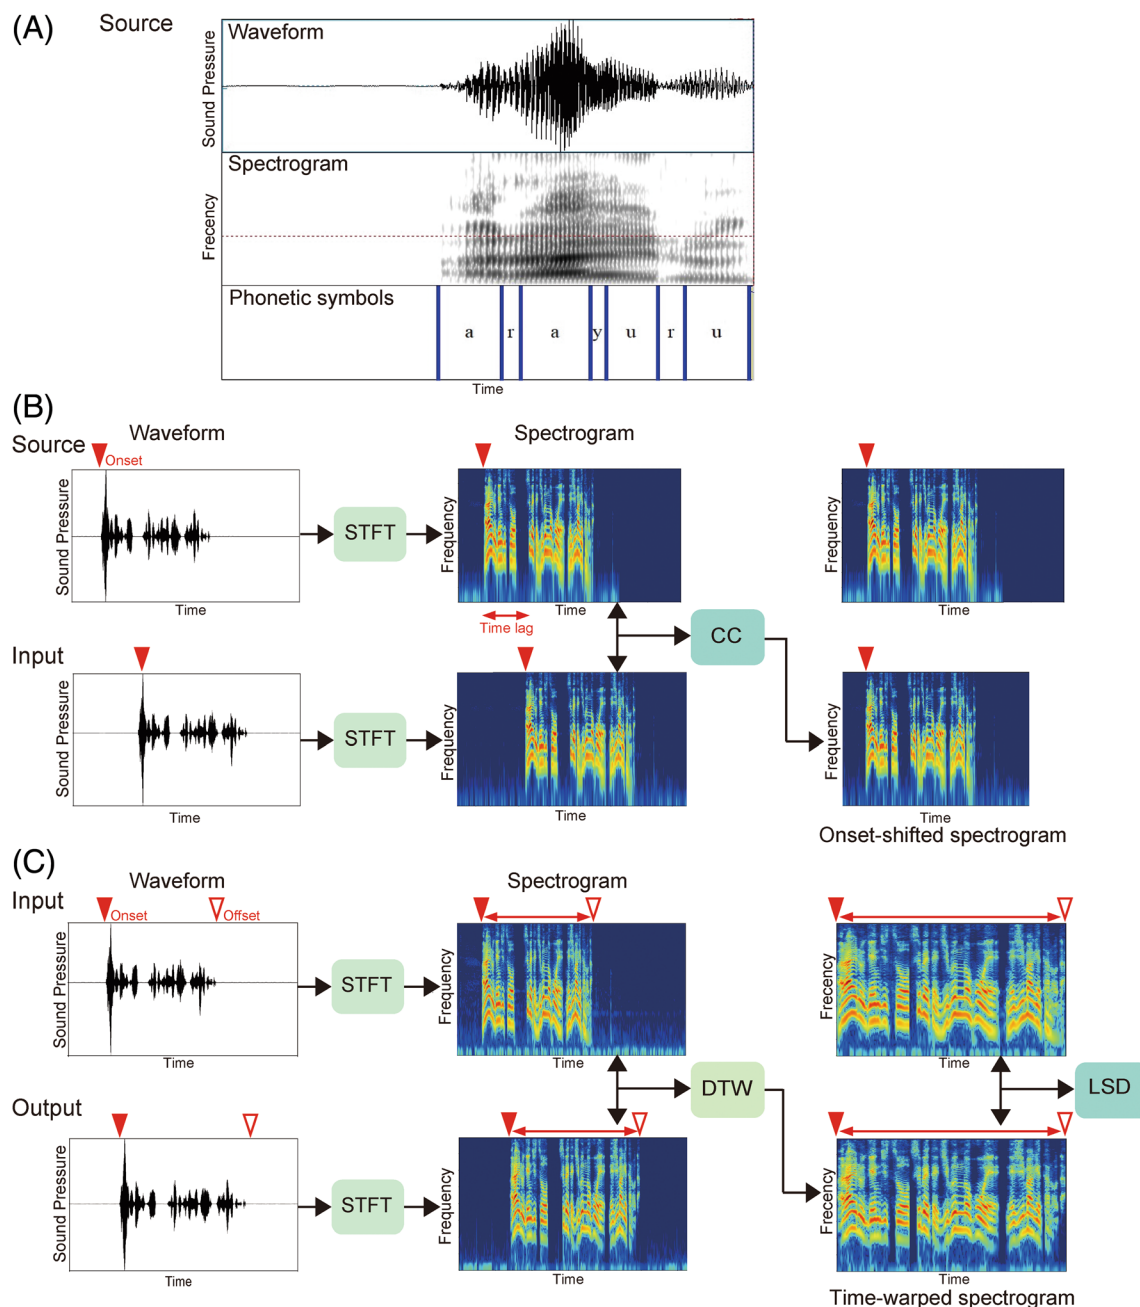 (A)
Source
Waveform
Sound Pressure
Spectrogram
Frecency
Phonetic symbols
a r a y u r u
Time
(B)
Source
Waveform
Spectrogram
Onset
Sound Pressure
STFT
Frequency
Frequency
Time
Time
Time
Time lag
CC
Input
Sound Pressure
STFT
Frequency
Frequency
Time
Time
Time
Onset-shifted spectrogram
(C)
Waveform
Spectrogram
Input
Onset
Offset
Sound Pressure
STFT
Frequency
Frecency
Time
Time
Time
DTW
LSD
Output
Sound Pressure
STFT
Frequency
Frecency
Time
Time
Time
Time-warped spectrogram